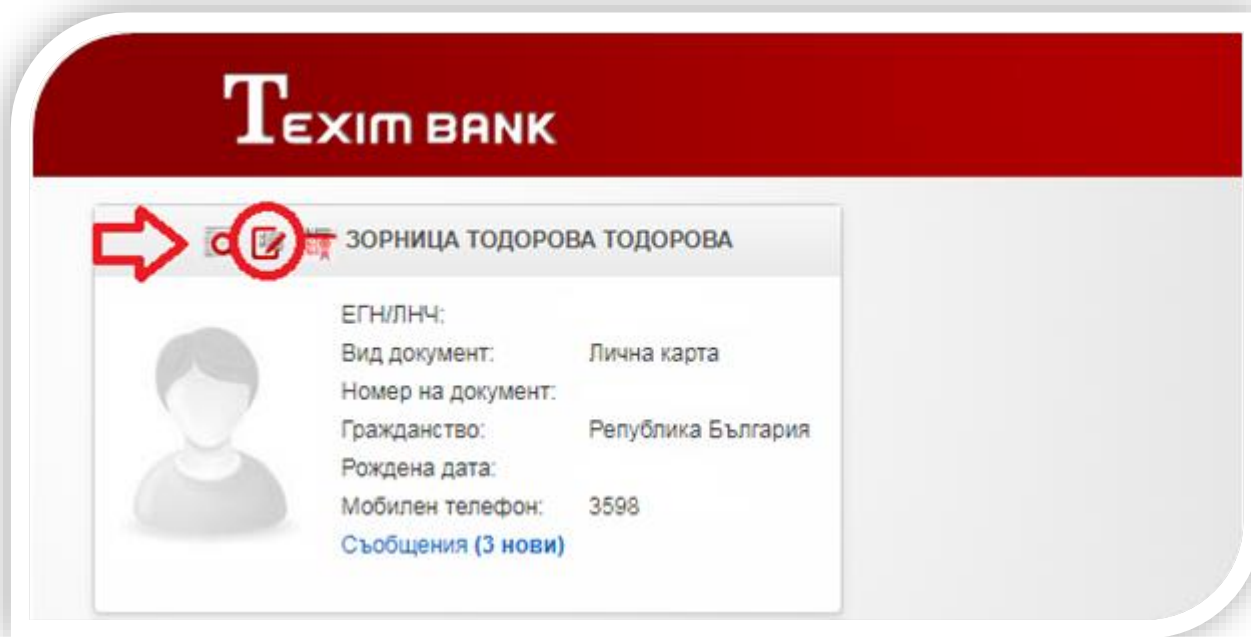 TEXIM BANK
ЗОРНИЦА ТОДОРОВА ТОДОРОВА
ЕГН/ЛНЧ:
Вид документ: Лична карта
Номер на документ:
Гражданство: Република България
Рождена дата:
Мобилен телефон: 3598
Съобщения (3 нови)